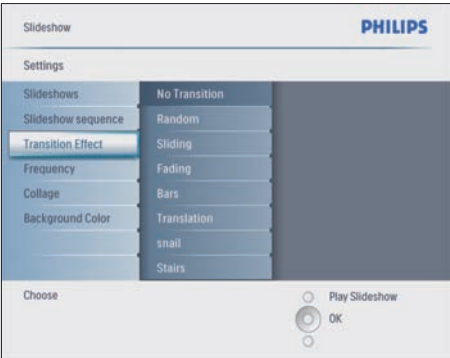 Slideshow
PHILIPS
Settings
Slideshows
Slideshow sequence
Transition Effect
Frequency
Collage
Background Color
No Transition
Random
Sliding
Fading
Bars
Translation
snail
Stairs
Choose
Play Slideshow
OK